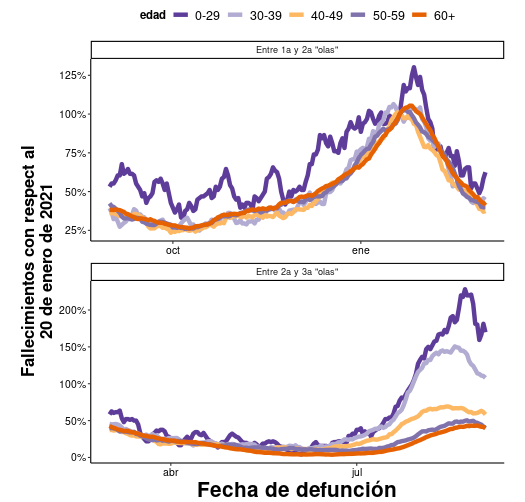 edad 0-29 30-39 40-49 50-59 60+
Entre 1a y 2a "olas"
125%
100%
75%
50%
25%
oct ene
Fallecimientos con respect al
20 de enero de 2021
Entre 2a y 3a "olas"
200%
150%
100%
50%
0%
abr jul
Fecha de defunción